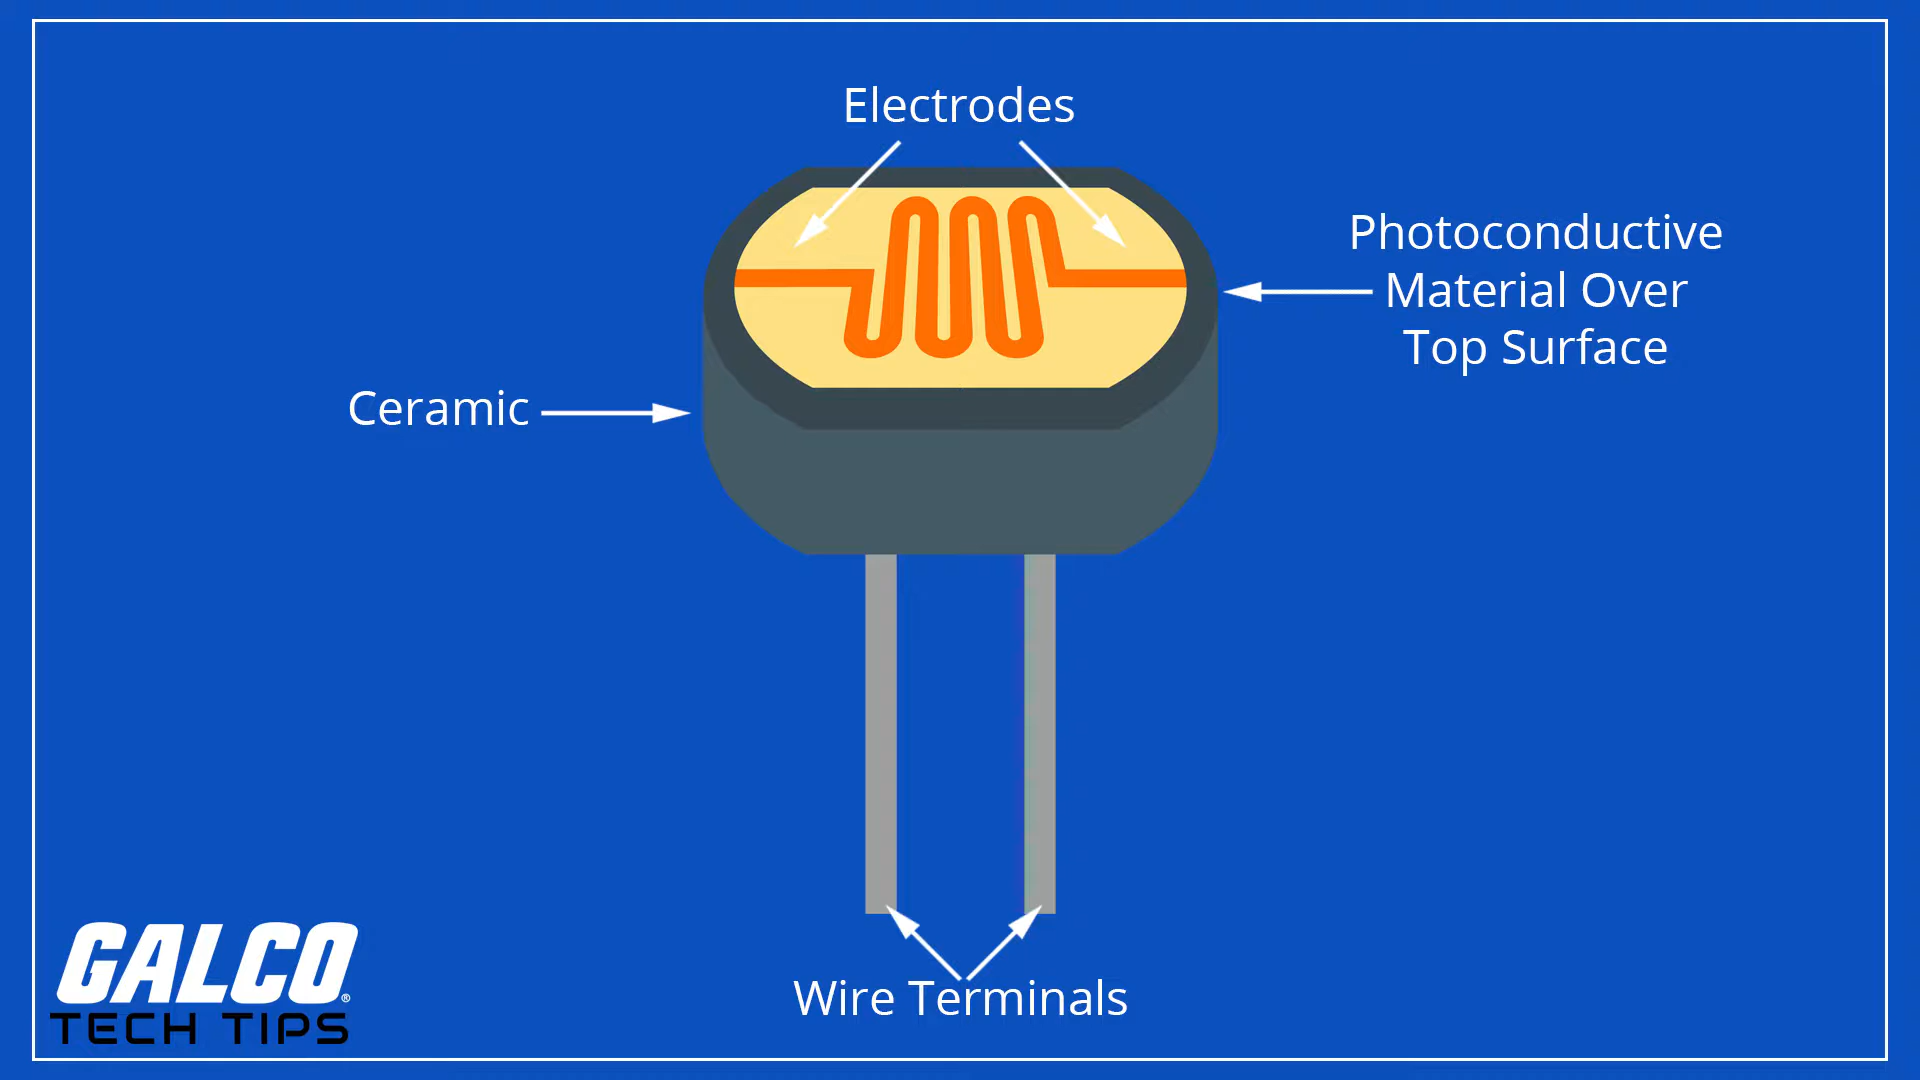 Electrodes
Photoconductive
Material Over
Top Surface
Ceramic
Wire Terminals
GALCO®
TECH TIPS